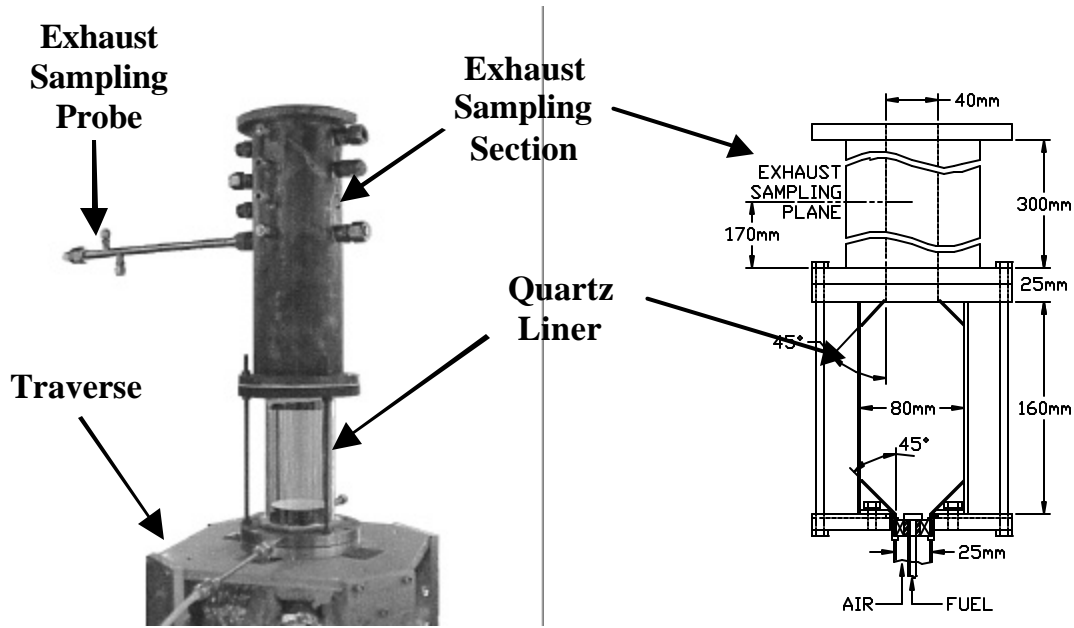 Exhaust
Sampling
Probe
Exhaust
Sampling
Section
Quartz
Liner
Traverse
40mm
EXHAUST
SAMPLING
PLANE
170mm
300mm
25mm
45°
80mm
160mm
45°
25mm
AIR
FUEL